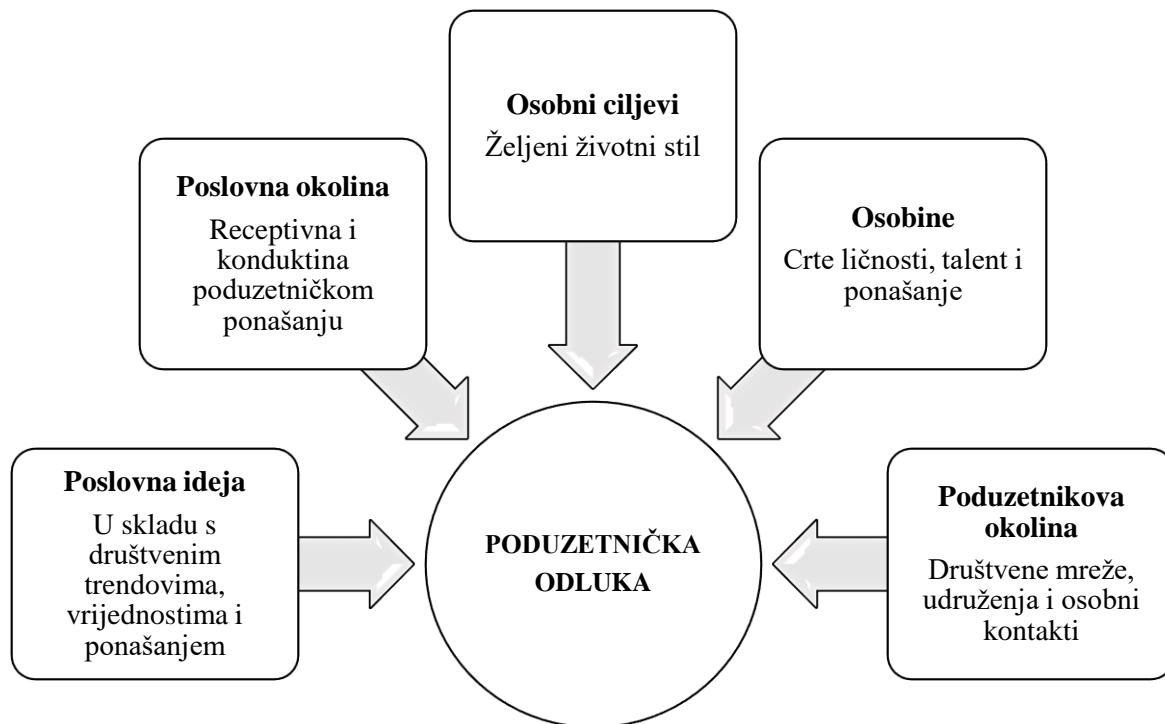 Osobni ciljevi
Željeni životni stil
Poslovna okolina
Receptivna i
konduktina
poduzetničkom
ponašanju
Osobine
Crte ličnosti, talent i
ponašanje
Poslovna ideja
U skladu s
društvenim
trendovima,
vrijednostima i
ponašanjem
PODUZETNIČKA
ODLUKA
Poduzetnikova
okolina
Društvene mreže,
udruženja i osobni
kontakti